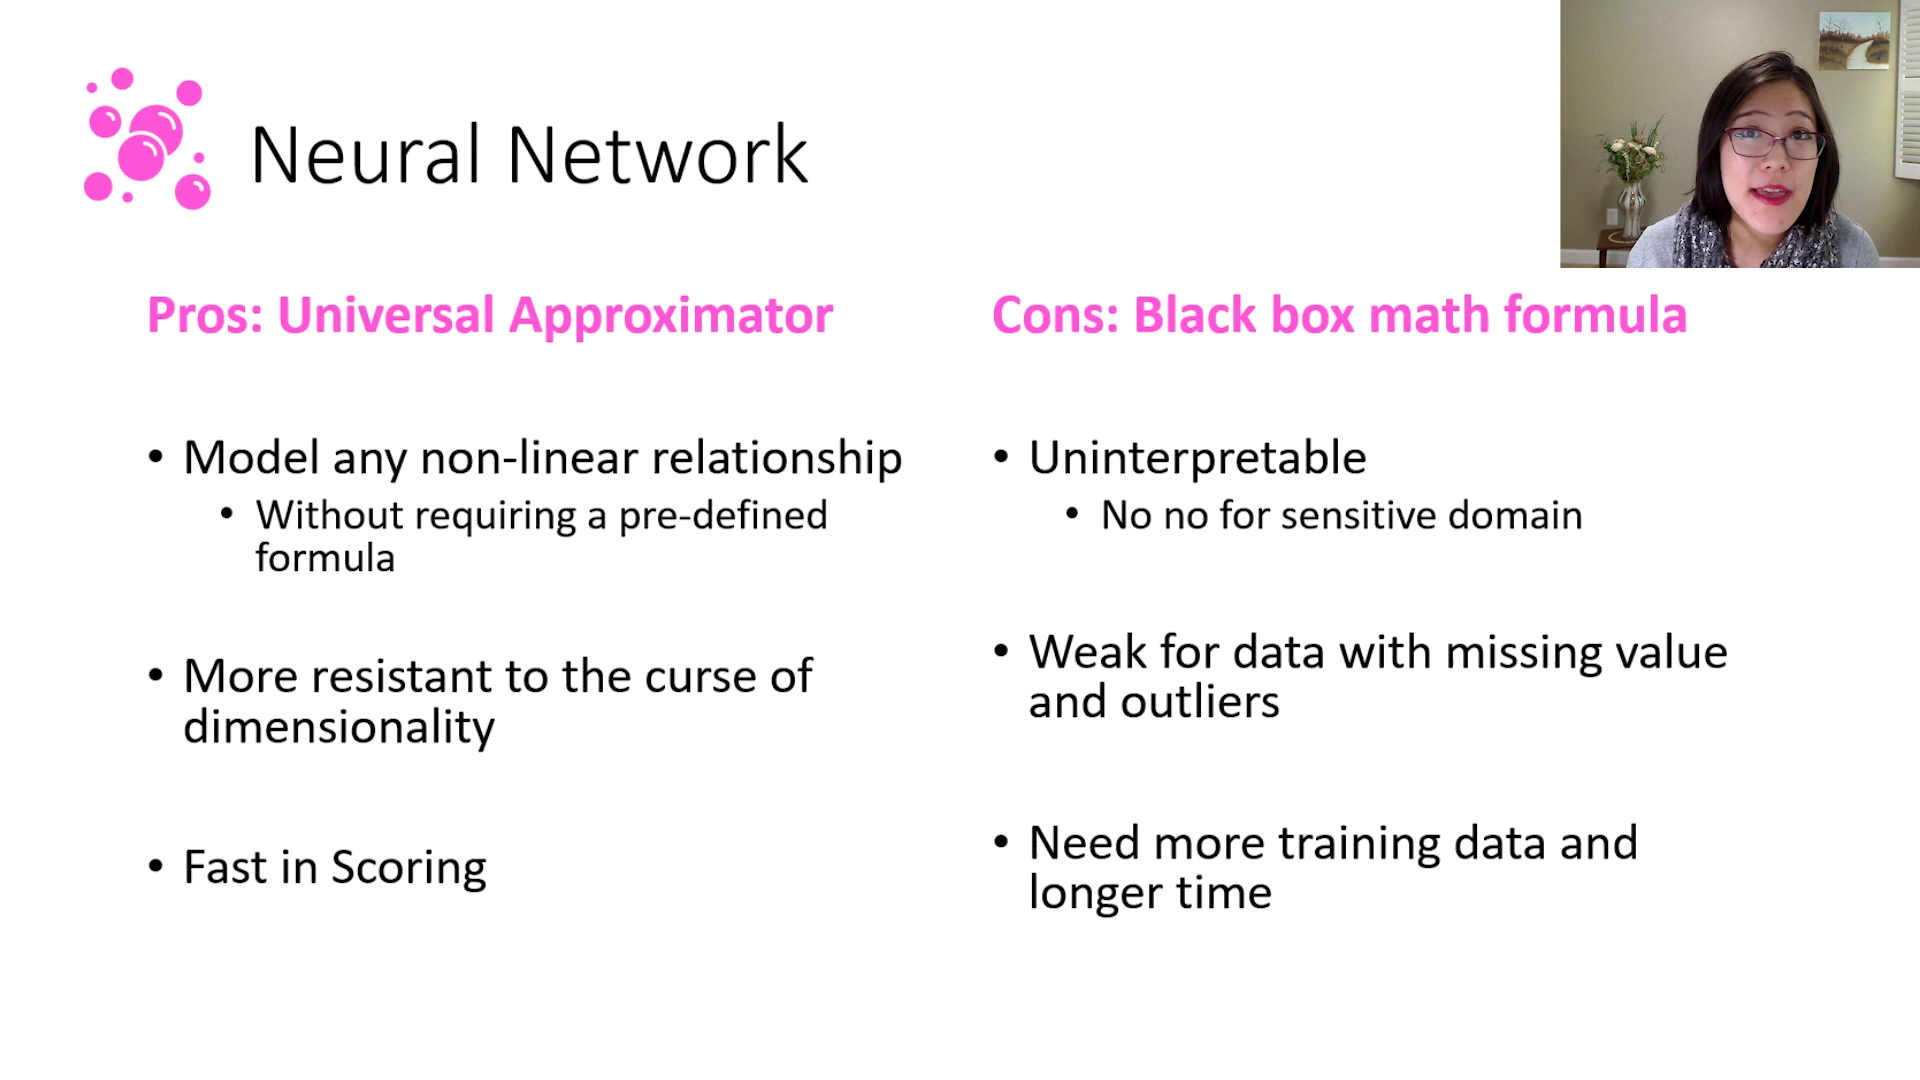 Neural Network
Pros: Universal Approximator
• Model any non-linear relationship
• Without requiring a pre-defined
formula
• More resistant to the curse of
dimensionality
• Fast in Scoring
Cons: Black box math formula
• Uninterpretable
• No no for sensitive domain
• Weak for data with missing value
and outliers
• Need more training data and
longer time